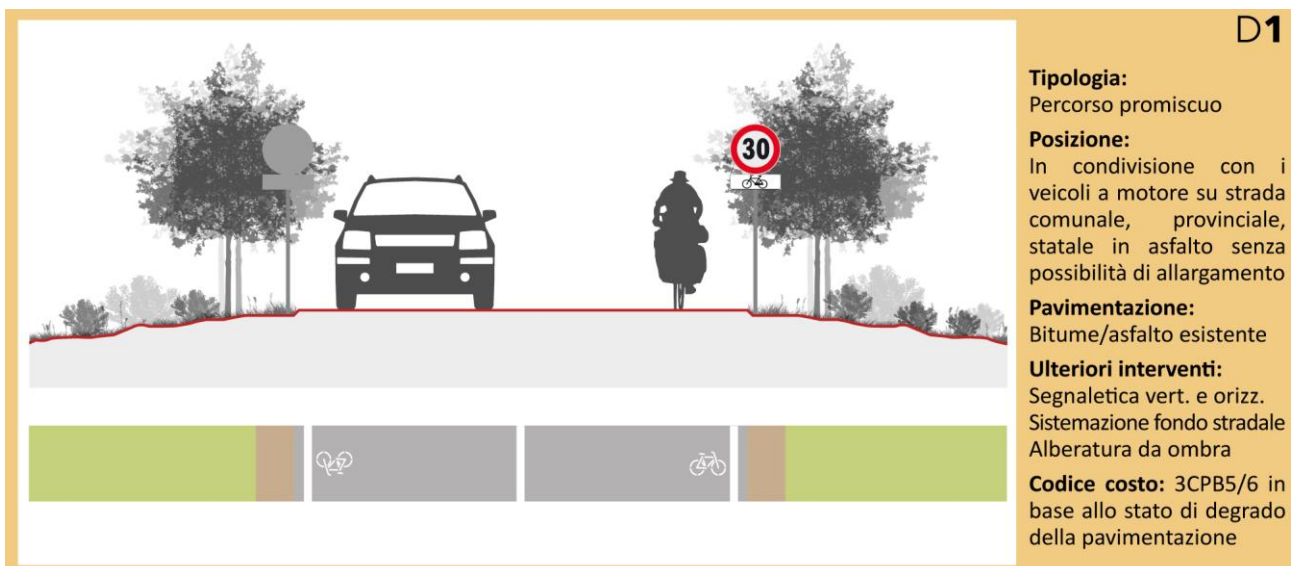 D1
Tipologia:
Percorso promiscuo
Posizione:
In condivisione con i
veicoli a motore su strada
comunale, provinciale,
statale in asfalto senza
possibilità di allargamento
Pavimentazione:
Bitume/asfalto esistente
Ulteriori interventi:
Segnaletica vert. e orizz.
Sistemazione fondo stradale
Alberatura da ombra
Codice costo: 3CPB5/6 in
base allo stato di degrado
della pavimentazione
30